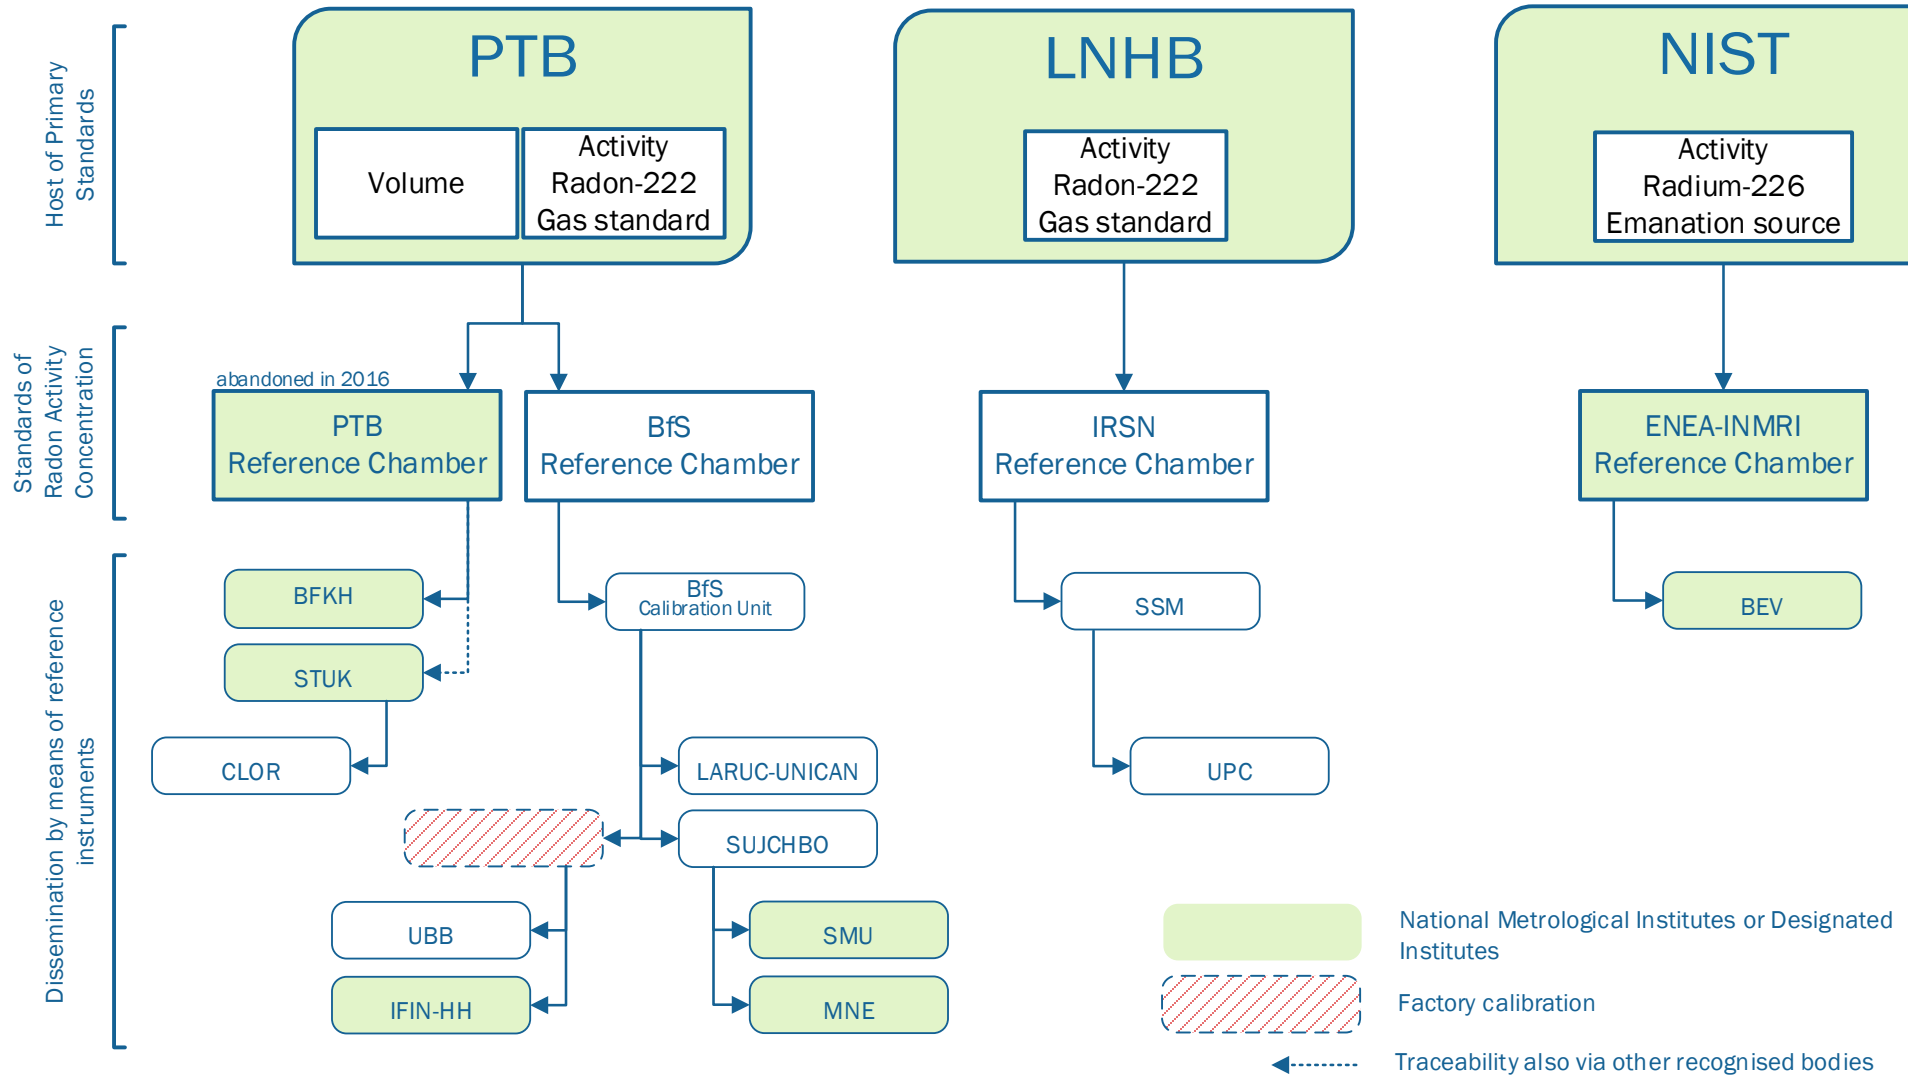 PTB
LNHB
NIST
Host of Primary
Standards
Volume
Activity
Radon-222
Gas standard
Activity
Radon-222
Gas standard
Activity
Radium-226
Emanation source
Standards of
Radon Activity
Concentration
abandoned in 2016
PTB
Reference Chamber
BfS
Reference Chamber
IRSN
Reference Chamber
ENEA-INMRI
Reference Chamber
Dissemination by means of reference
instruments
BFKH
BfS
Calibration Unit
SSM
BEV
STUK
CLOR
LARUC-UNICAN
UPC
SUJCHBO
UBB
SMU
IFIN-HH
MNE
National Metrological Institutes or Designated
Institutes
Factory calibration
Traceability also via other recognised bodies